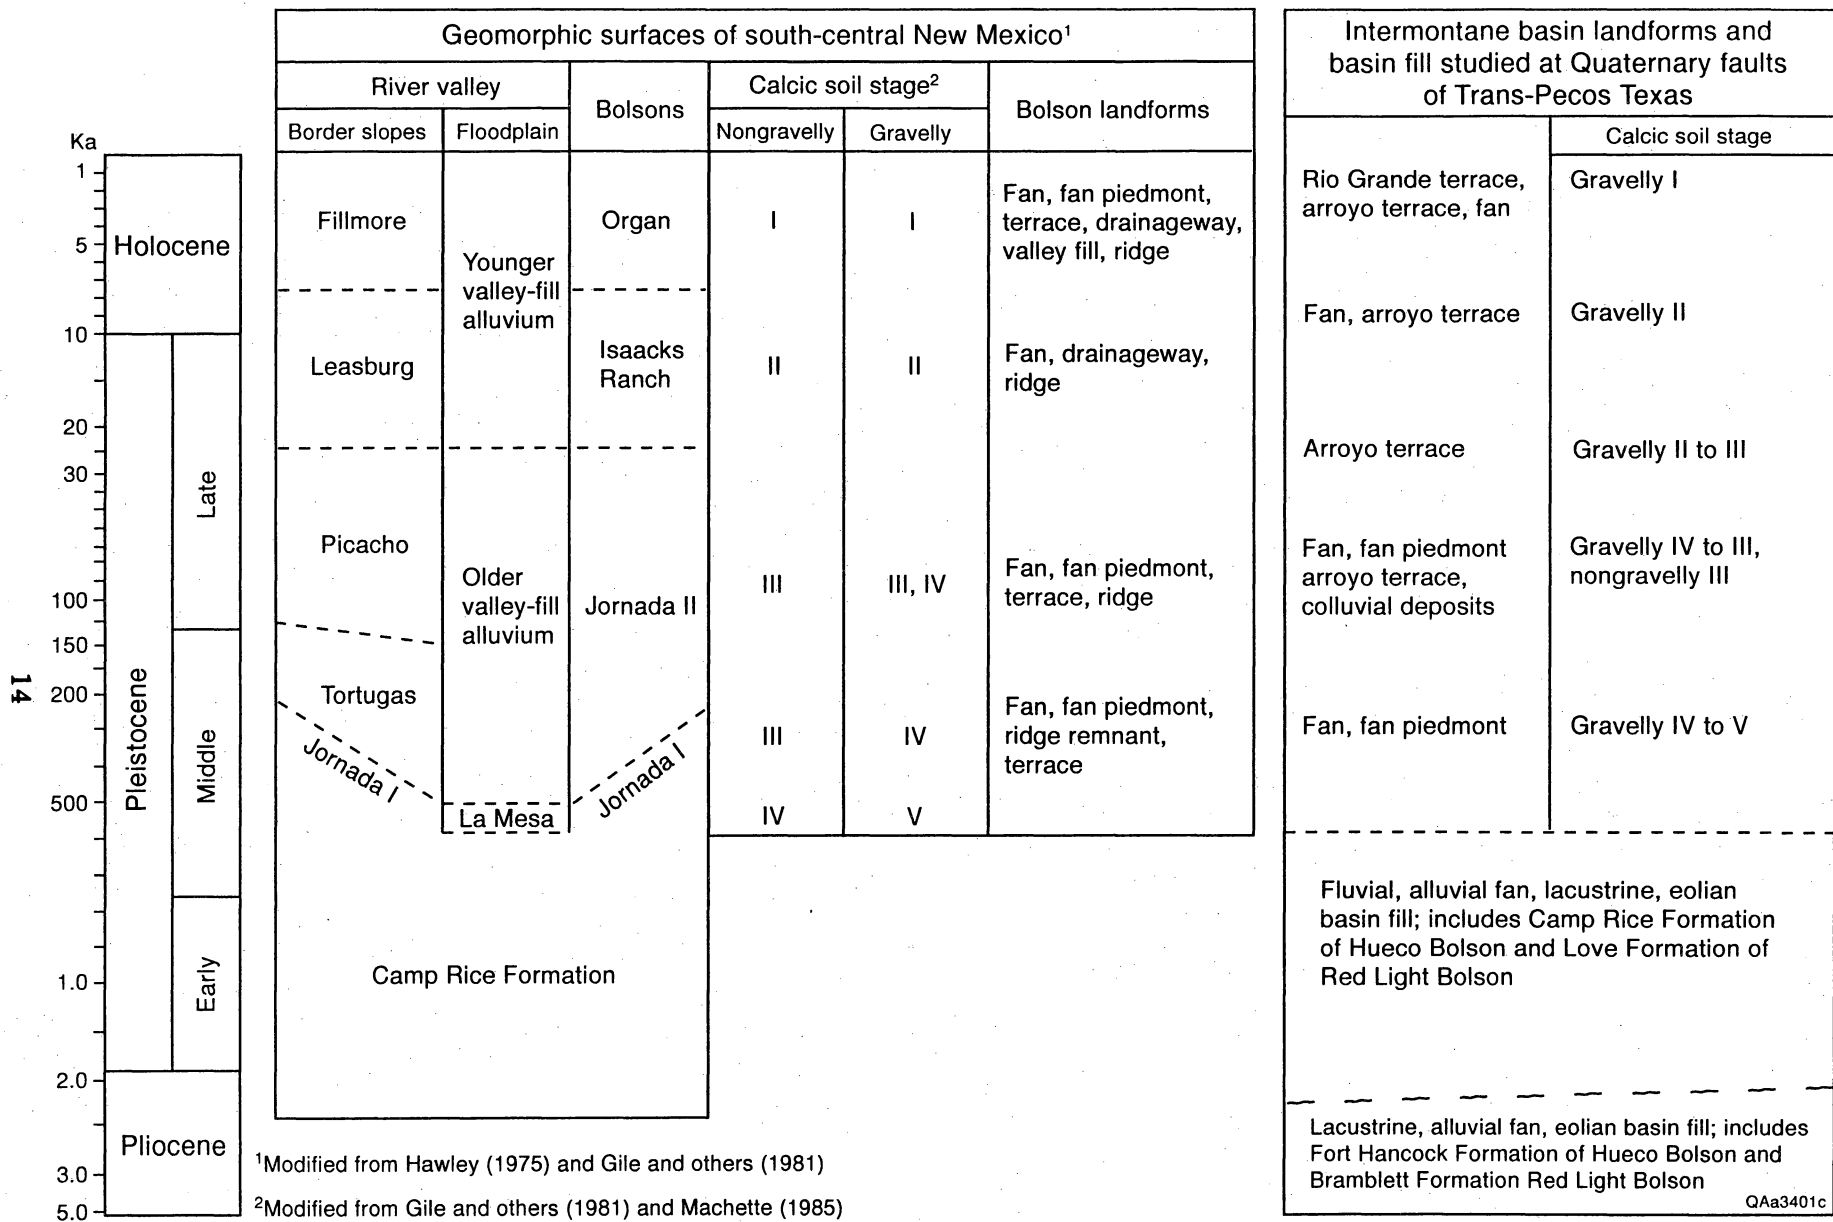 Geomorphic surfaces of south-central New Mexico¹
River valley
Border slopes
Floodplain
Bolsons
Calcic soil stage²
Nongravelly
Gravelly
Bolson landforms
Intermontane basin landforms and
basin fill studied at Quaternary faults
of Trans-Pecos Texas
Calcic soil stage
Ka
1
5
10
20
30
100
150
200
500
1.0
2.0
3.0
5.0
Holocene
Pleistocene
Late
Middle
Early
Pliocene
Fillmore
Leasburg
Picacho
Tortugas
Jornada I
Younger
valley-fill
alluvium
Older
valley-fill
alluvium
La Mesa
Organ
Isaacks
Ranch
Jornada II
Jornada I
Camp Rice Formation
I
II
III
III
IV
I
II
III, IV
IV
V
Fan, fan piedmont,
terrace, drainageway,
valley fill, ridge
Fan, drainageway,
ridge
Fan, fan piedmont,
terrace, ridge
Fan, fan piedmont,
ridge remnant,
terrace
Rio Grande terrace,
arroyo terrace, fan
Gravelly I
Fan, arroyo terrace
Gravelly II
Arroyo terrace
Gravelly II to III
Fan, fan piedmont
arroyo terrace,
colluvial deposits
Gravelly IV to III,
nongravelly III
Fan, fan piedmont
Gravelly IV to V
Fluvial, alluvial fan, lacustrine, eolian
basin fill; includes Camp Rice Formation
of Hueco Bolson and Love Formation of
Red Light Bolson
Lacustrine, alluvial fan, eolian basin fill; includes
Fort Hancock Formation of Hueco Bolson and
Bramblett Formation Red Light Bolson
QAa3401c
¹Modified from Hawley (1975) and Gile and others (1981)
²Modified from Gile and others (1981) and Machette (1985)
14